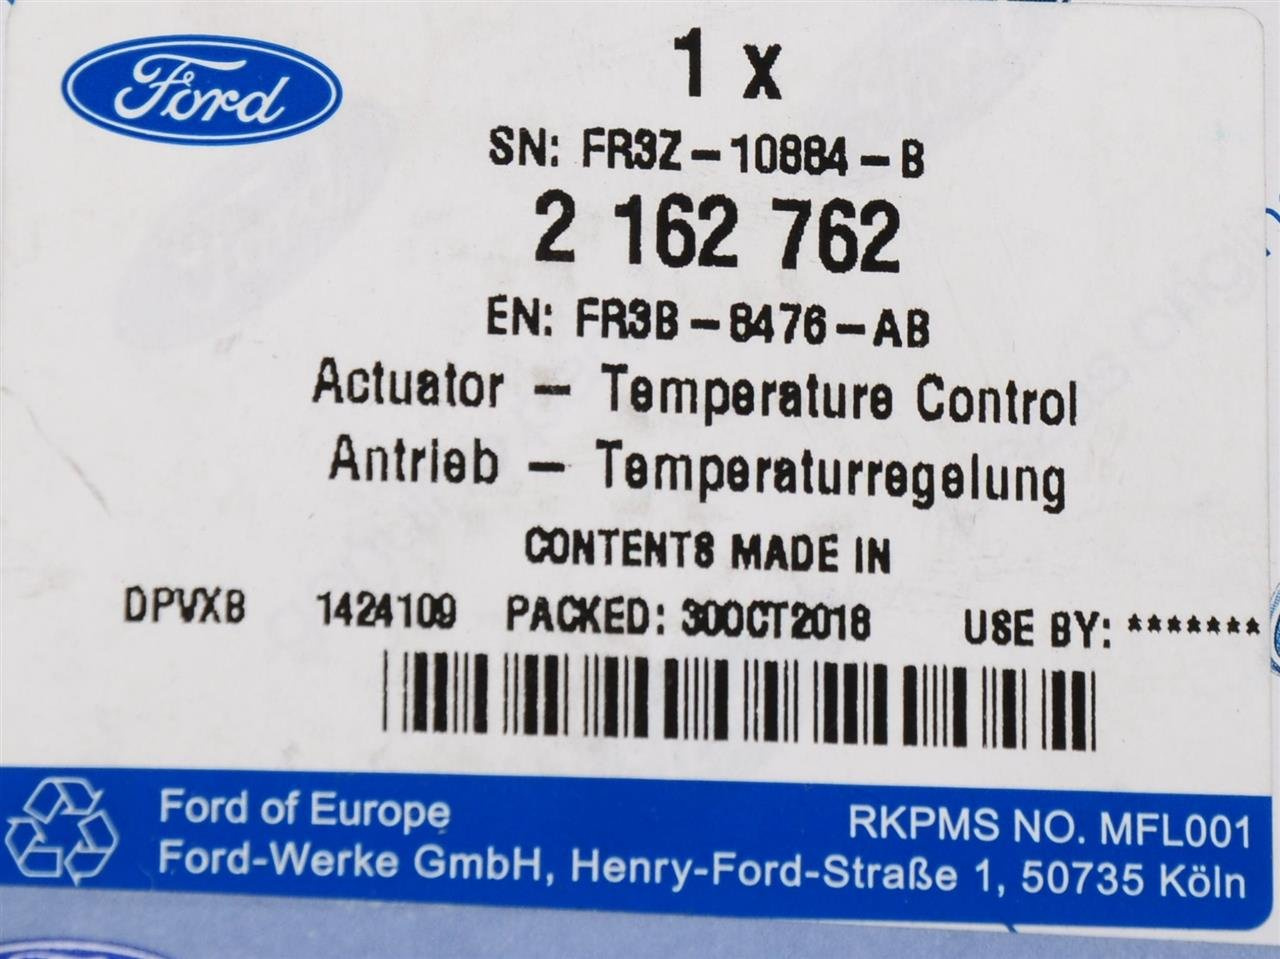 Ford
1 x
SN: FR3Z-10884-B
2 162 762
EN: FR3B-8476-AB
Actuator - Temperature Control
Antrieb - Temperaturregelung
CONTENTS MADE IN
DPVXB 1424109 PACKED: 30OCT2018 USE BY: *******
Ford of Europe
RKPMS NO. MFL001
Ford-Werke GmbH, Henry-Ford-Straße 1, 50735 Köln